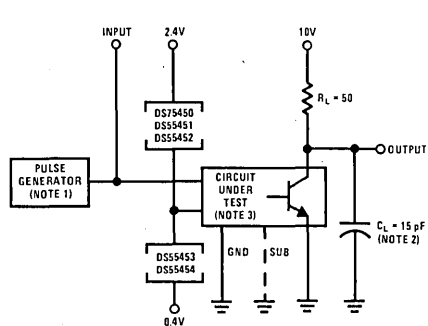 INPUT
2.4V
10V
DS75450
DS55451
DS55452
R_L = 50
OUTPUT
PULSE
GENERATOR
(NOTE 1)
CIRCUIT
UNDER
TEST
(NOTE 3)
C_L = 15 pF
(NOTE 2)
GND
SUB
DS55453
DS55454
0.4V